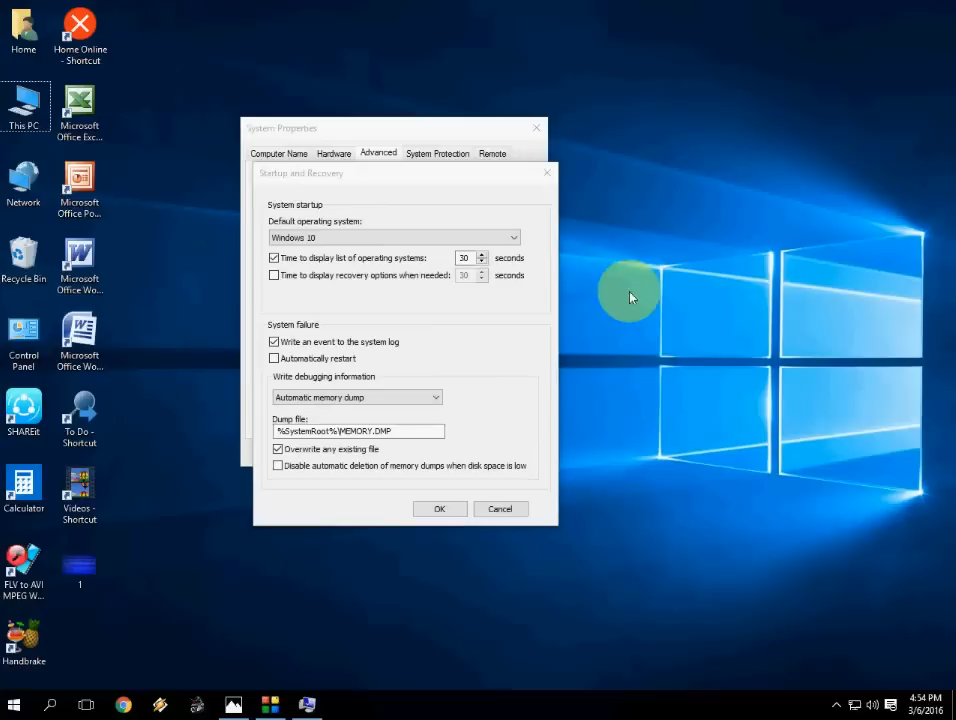 Home
Home Online
- Shortcut
This PC
Microsoft
Office Exc...
Network
Microsoft
Office Po...
Recycle Bin
Microsoft
Office Wo...
Control
Panel
Microsoft
Office Wo...
SHAREit
To Do -
Shortcut
Calculator
Videos -
Shortcut
FLV to AVI
MPEG W...
1
Handbrake
System Properties
Computer Name Hardware Advanced System Protection Remote
Startup and Recovery
System startup
Default operating system:
Windows 10
Time to display list of operating systems: 30 seconds
Time to display recovery options when needed: 30 seconds
System failure
Write an event to the system log
Automatically restart
Write debugging information
Automatic memory dump
Dump file:
%SystemRoot%\MEMORY.DMP
Overwrite any existing file
Disable automatic deletion of memory dumps when disk space is low
OK Cancel
4:54 PM
3/6/2016